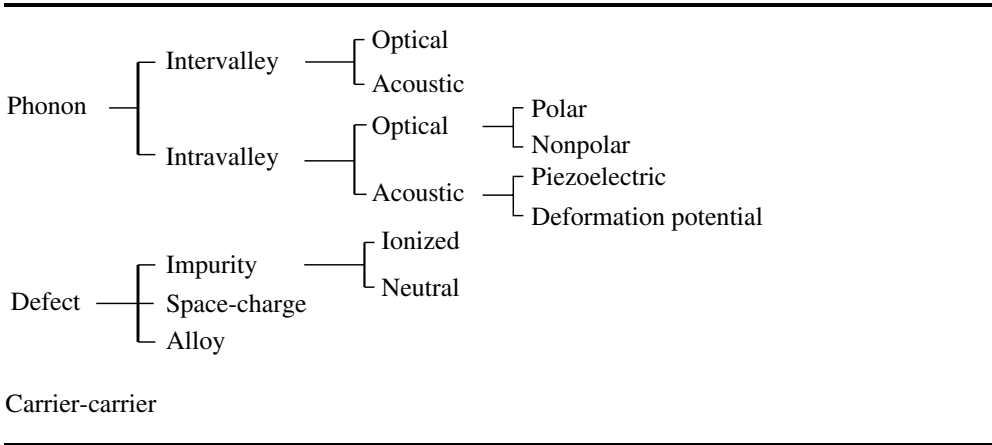 Optical
Intervalley
Acoustic
Phonon
Polar
Optical
Nonpolar
Intravalley
Piezoelectric
Acoustic
Deformation potential
Ionized
Impurity
Neutral
Defect
Space-charge
Alloy
Carrier-carrier